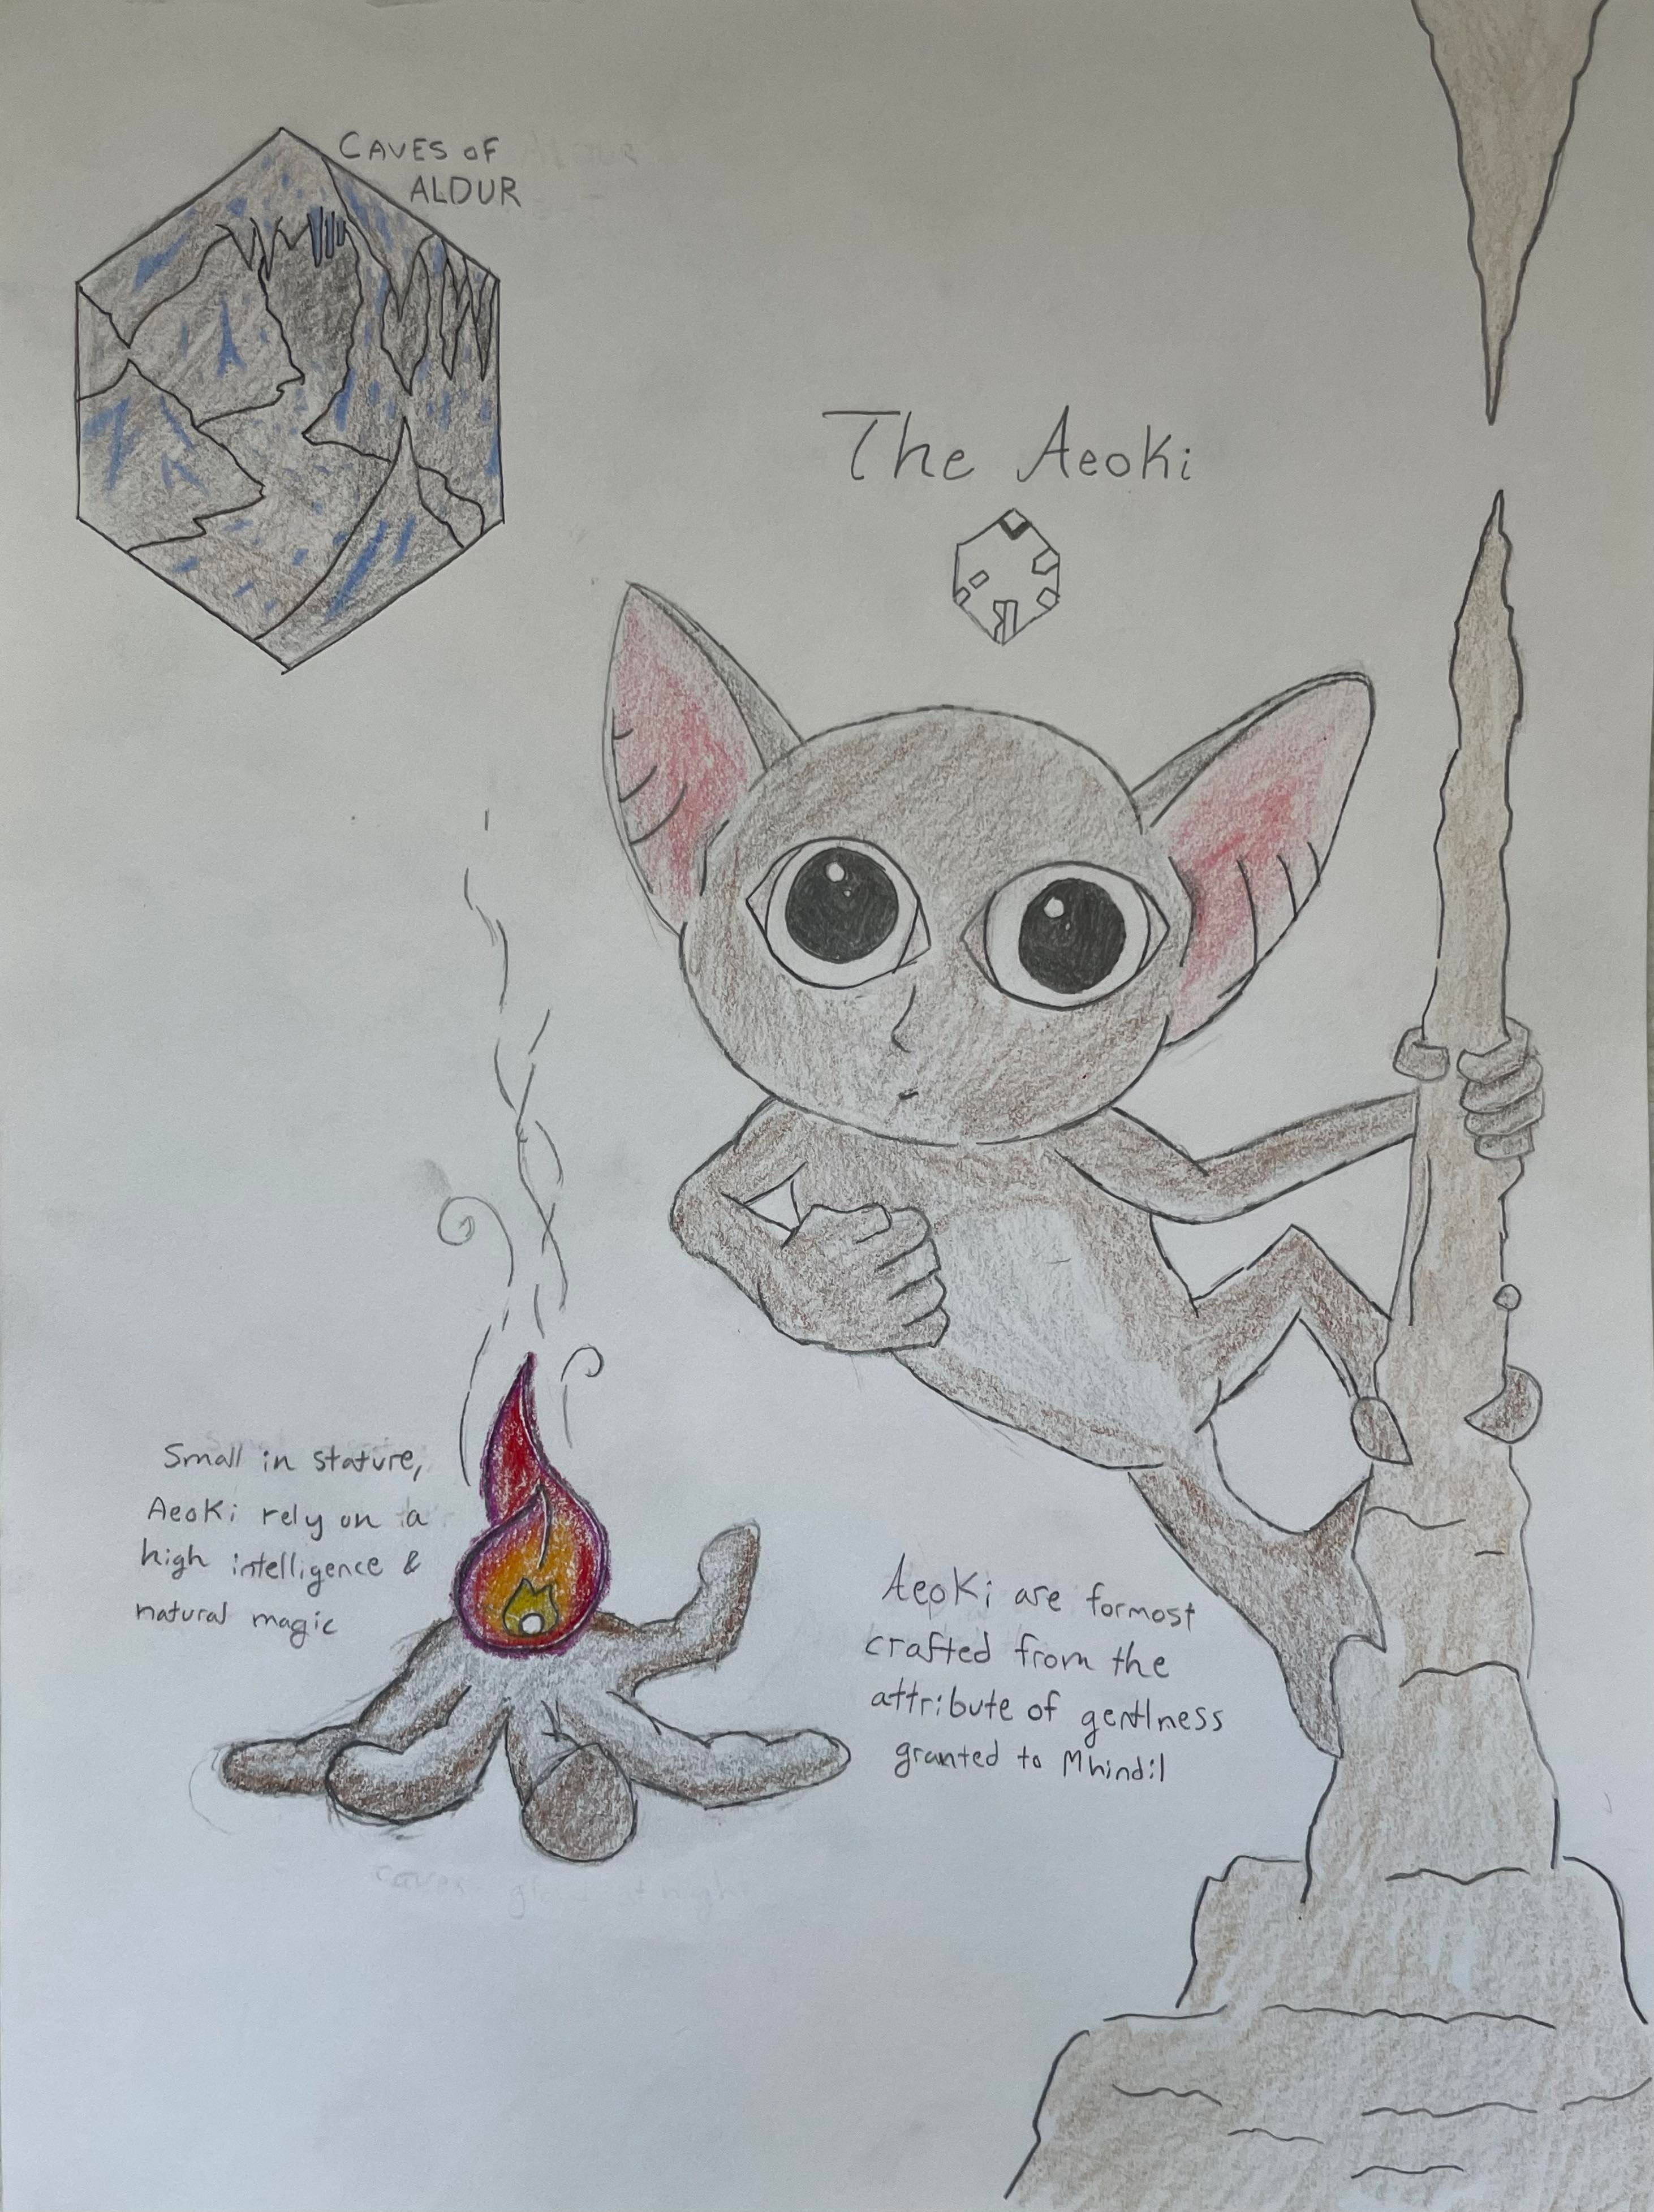 CAVES OF
ALDUR
The Aeoki
Small in stature,
Aeoki rely on a
high intelligence &
natural magic
Aeoki are formost
crafted from the
attribute of gentlness
granted to Mhindil